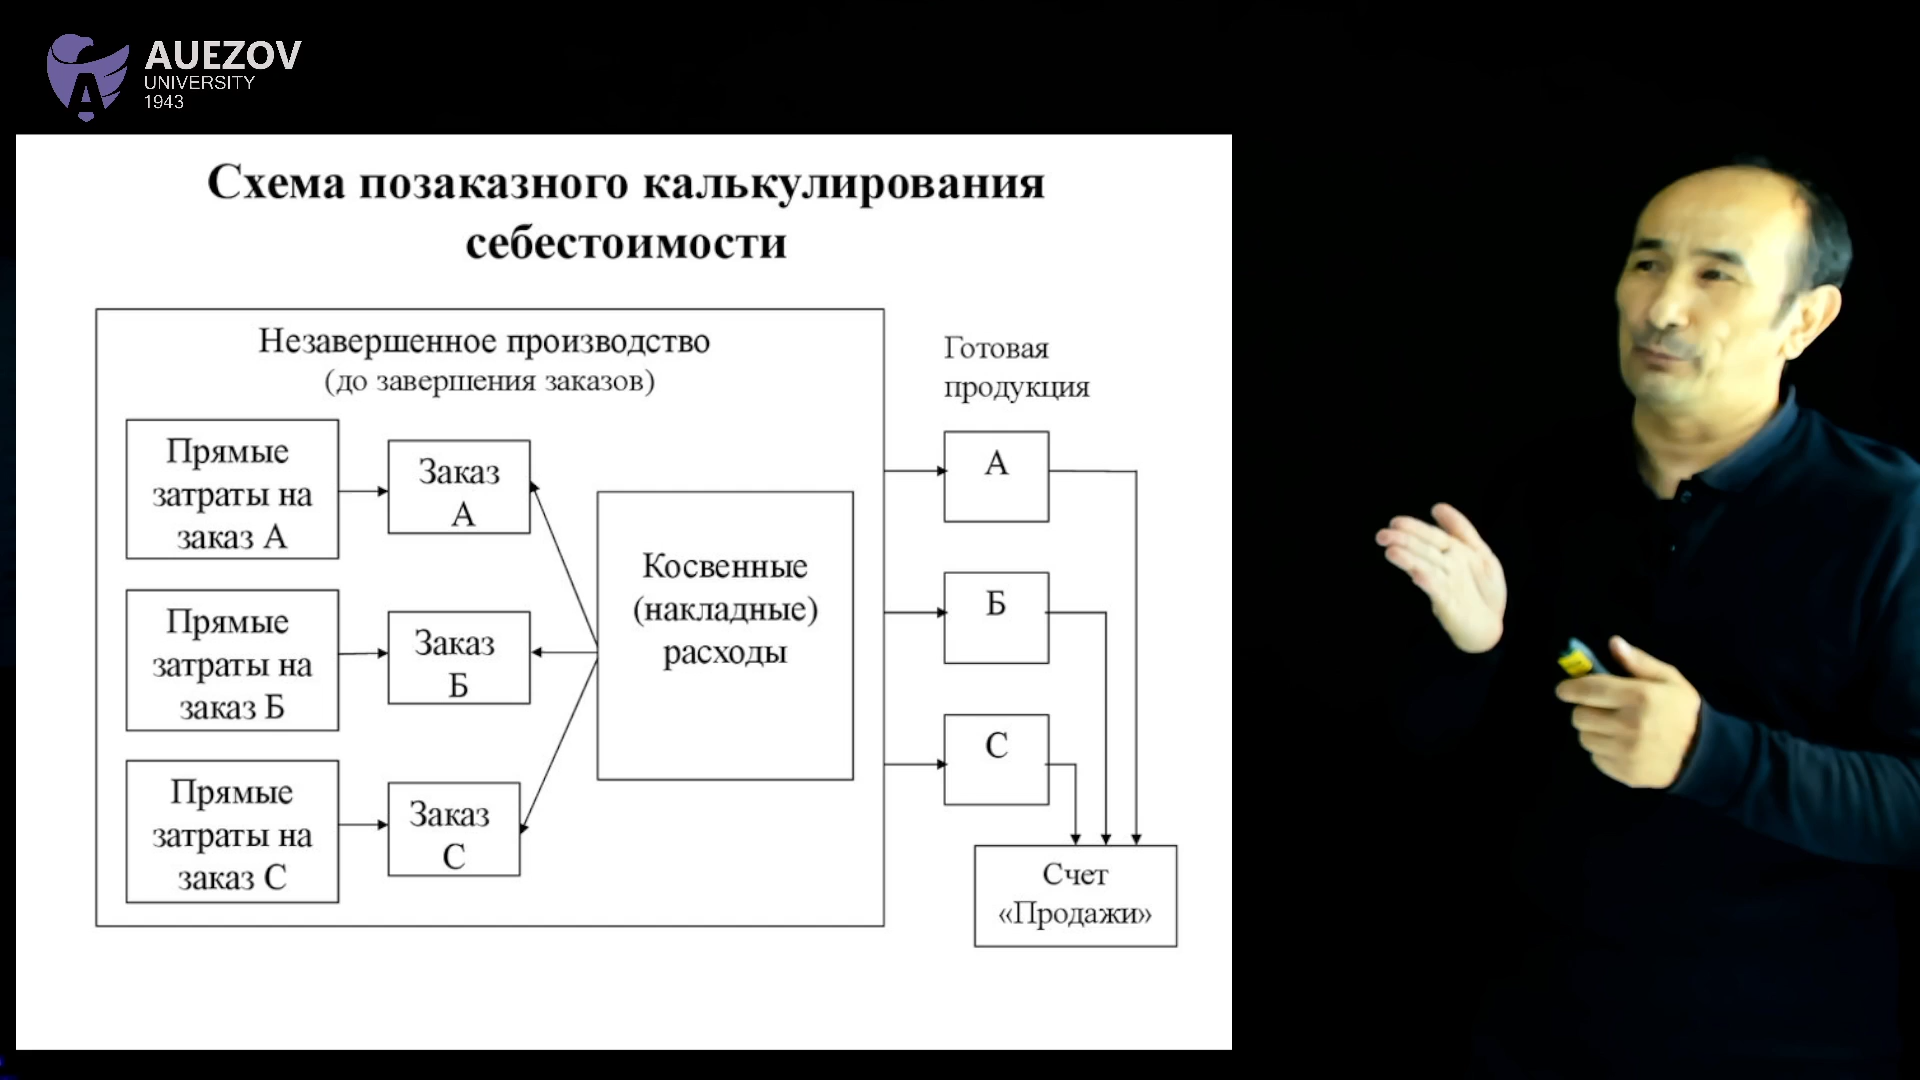 AUEZOV
UNIVERSITY
1943
Схема позаказного калькулирования
себестоимости
Незавершенное производство
(до завершения заказов)
Готовая
продукция
Прямые
затраты на
заказ А
Заказ
А
Прямые
затраты на
заказ Б
Заказ
Б
Прямые
затраты на
заказ С
Заказ
С
Косвенные
(накладные)
расходы
А
Б
С
Счет
«Продажи»